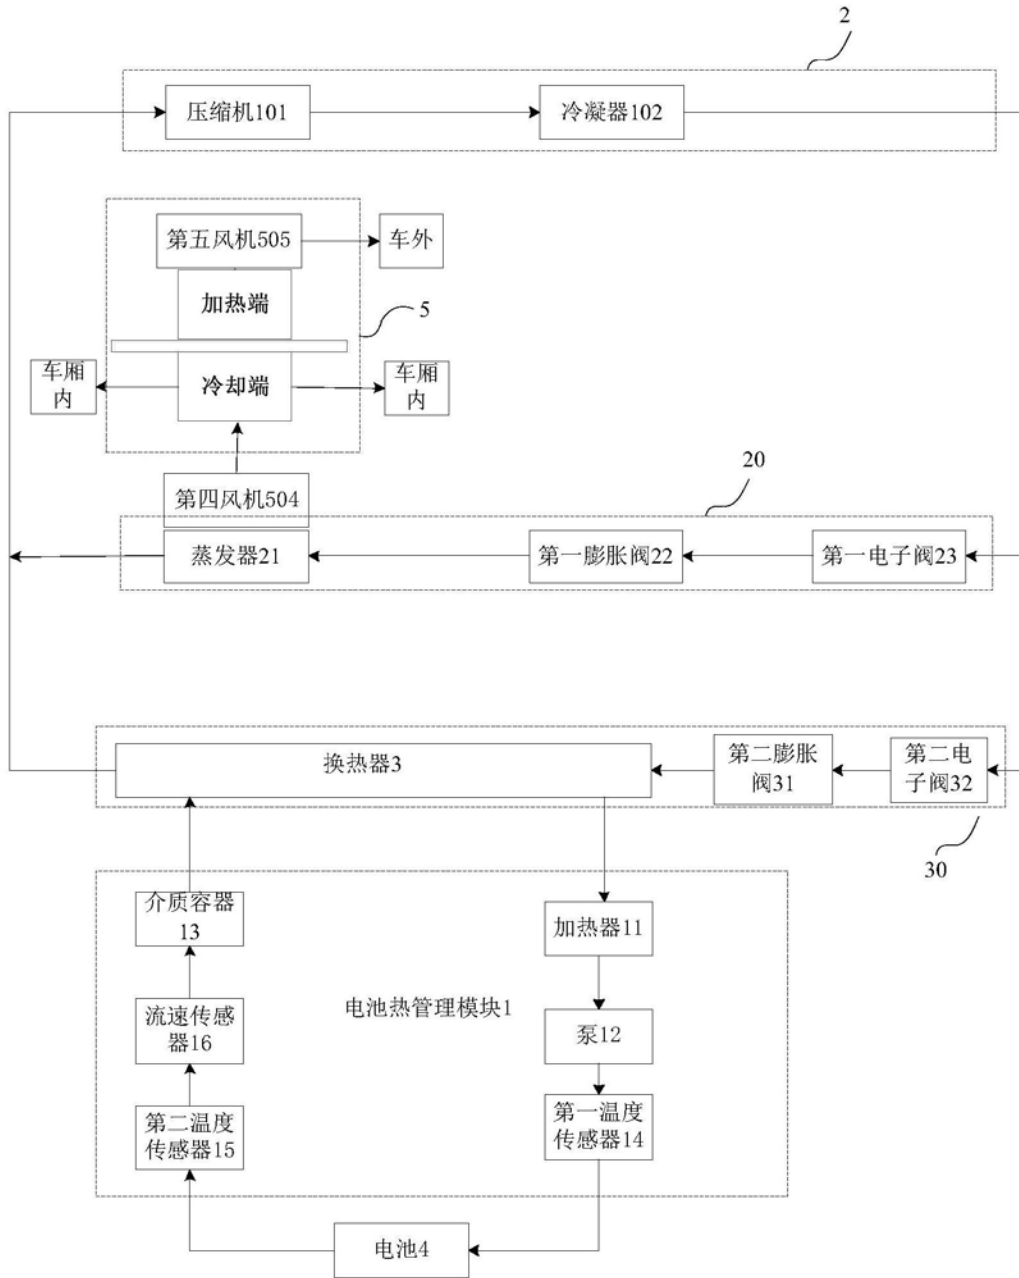 2
压缩机101
冷凝器102
第五风机505
车外
加热端
5
车厢
内
冷却端
车厢
内
20
第四风机504
蒸发器21
第一膨胀阀22
第一电子阀23
换热器3
第二膨胀
阀31
第二电
子阀32
30
介质容器
13
加热器11
电池热管理模块1
流速传感
器16
泵12
第二温度
传感器15
第一温度
传感器14
电池4